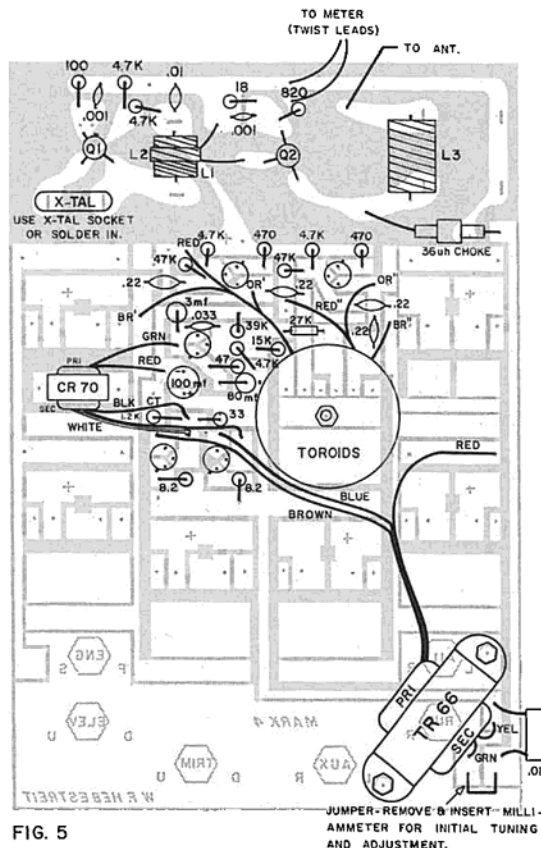 TO METER
(TWIST LEADS)
TO ANT.
100
4.7K
.01
.001
4.7K
18
.001
820
Q1
L2
L1
Q2
L3
X-TAL
USE X-TAL SOCKET
OR SOLDER IN.
36uh CHOKE
RED'
4.7K
470
4.7K
470
47K
.22
OR'
47K
.22
OR"
RED"
.22
BR'
3mf
.033
39K
27K
.22
BR"
GRN
15K
PRI
RED
47
4.7K
CR 70
100mf
60mf
SEC
BLK
CT
1.2K
33
WHITE
TOROIDS
RED
8.2
8.2
BLUE
BROWN
ENG
F
S
ELEV
D
U
MARK 4
PRI
TR 66
SEC
YEL
GRN
TRIM
U
D
AUX
R
W.F. HEBESTREIT
JUMPER-REMOVE & INSERT MILLI-
AMMETER FOR INITIAL TUNING
AND ADJUSTMENT.
FIG. 5